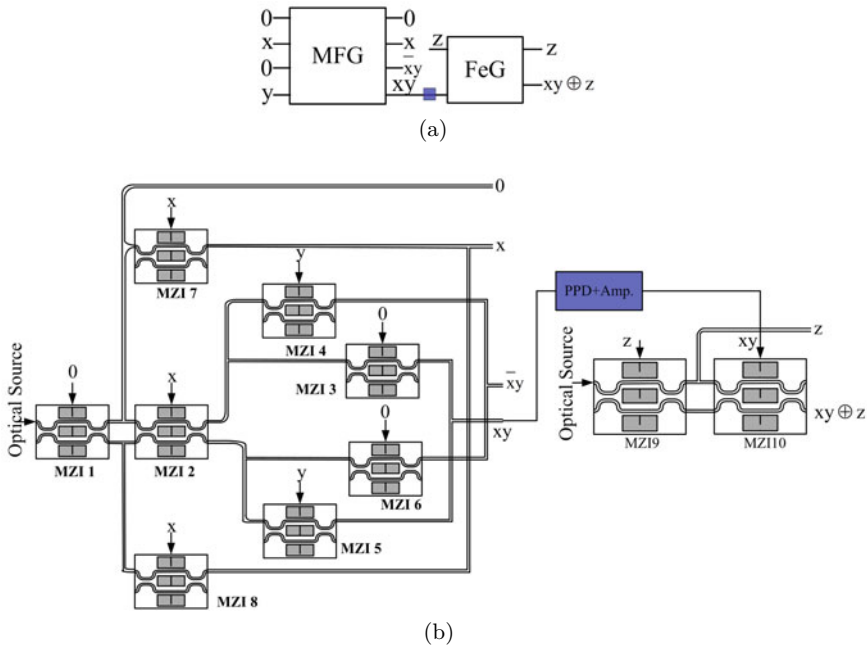 0 0
x MFG x z FeG z
0 x̅y
y xy xy ⊕ z
(a)
0
x x
MZI 7
y
PPD+Amp.
MZI 4
0
z
0 x z xy
MZI 3
x̅y
Optical Source 0 xy Optical Source xy ⊕ z
MZI 1 MZI 2 MZI9 MZI10
y
MZI 6
x MZI 5
MZI 8
(b)